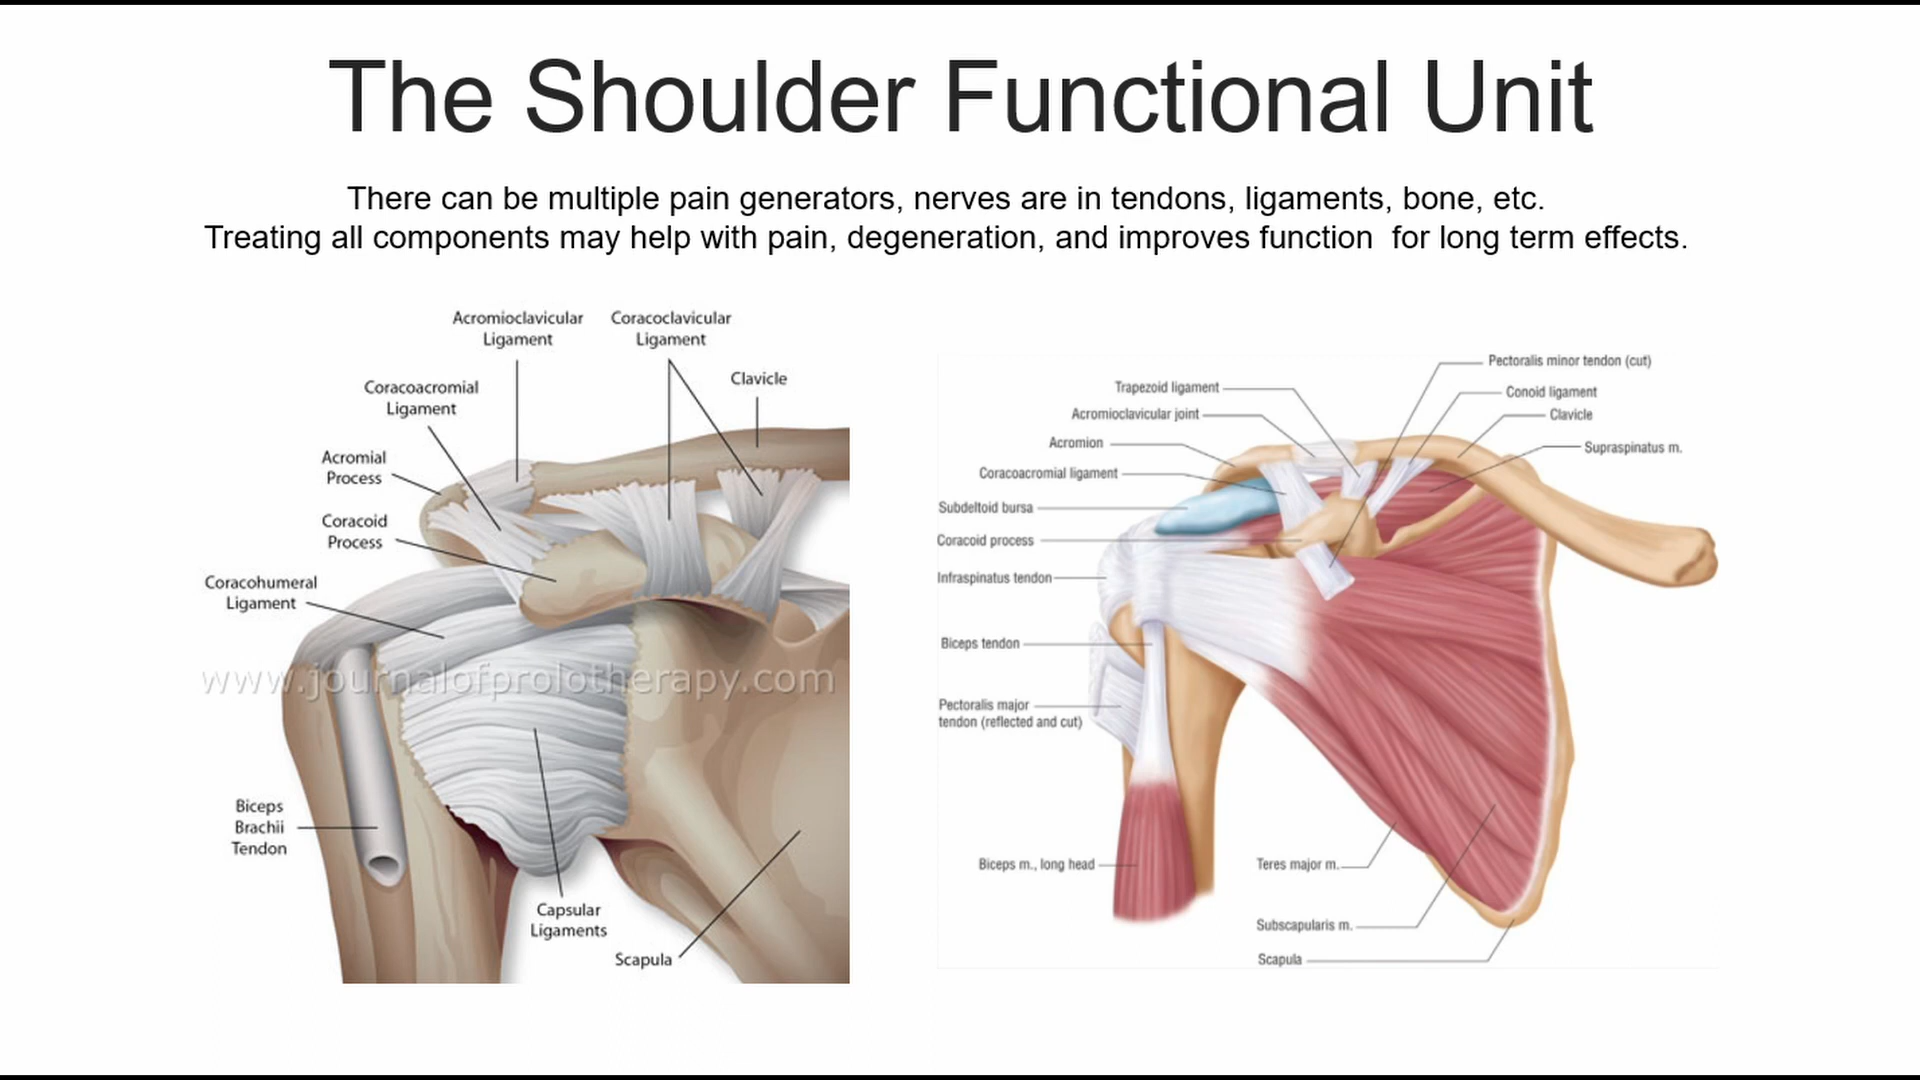 The Shoulder Functional Unit
There can be multiple pain generators, nerves are in tendons, ligaments, bone, etc.
Treating all components may help with pain, degeneration, and improves function  for long term effects.
Acromioclavicular
Ligament
Coracoclavicular
Ligament
Clavicle
Coracoacromial
Ligament
Acromial
Process
Coracoid
Process
Coracohumeral
Ligament
www.journalofprolotherapy.com
Biceps
Brachii
Tendon
Capsular
Ligaments
Scapula
Pectoralis minor tendon (cut)
Trapezoid ligament
Conoid ligament
Acromioclavicular joint
Clavicle
Acromion
Supraspinatus m.
Coracoacromial ligament
Subdeltoid bursa
Coracoid process
Infraspinatus tendon
Biceps tendon
Pectoralis major
tendon (reflected and cut)
Biceps m., long head
Teres major m.
Subscapularis m.
Scapula